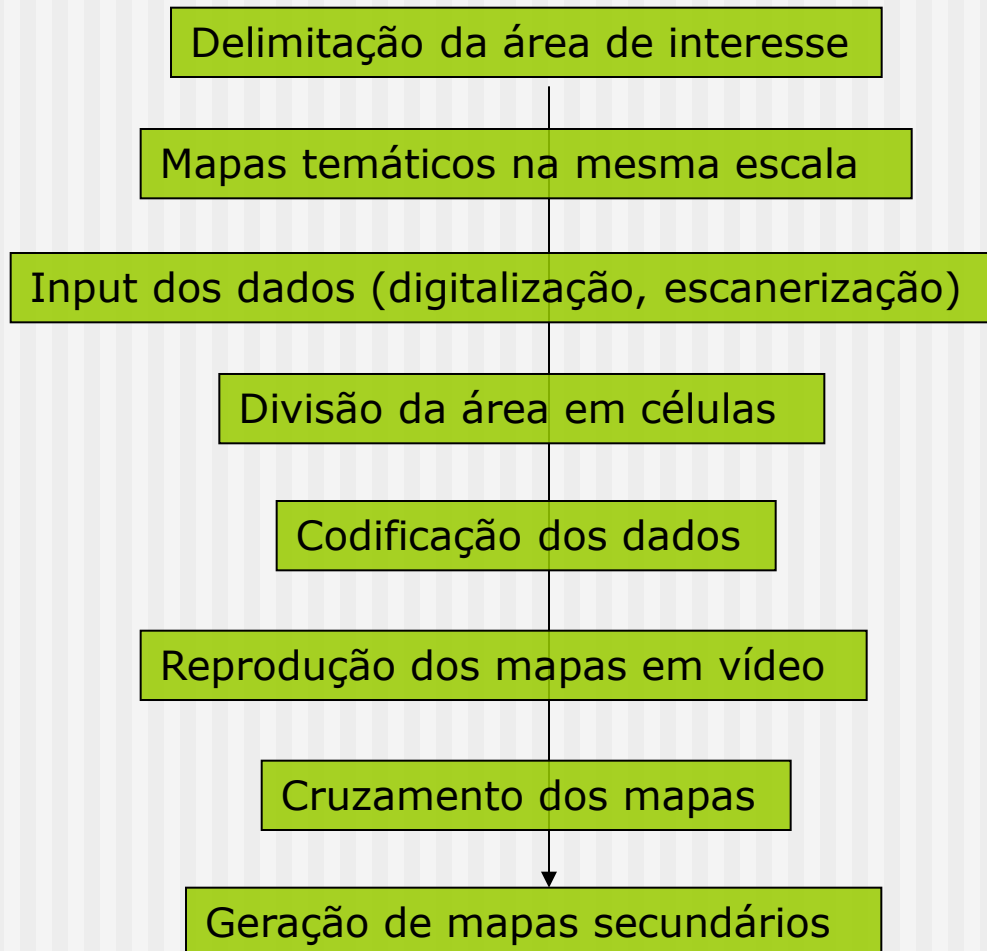 Delimitação da área de interesse
Mapas temáticos na mesma escala
Input dos dados (digitalização, escanerização)
Divisão da área em células
Codificação dos dados
Reprodução dos mapas em vídeo
Cruzamento dos mapas
Geração de mapas secundários